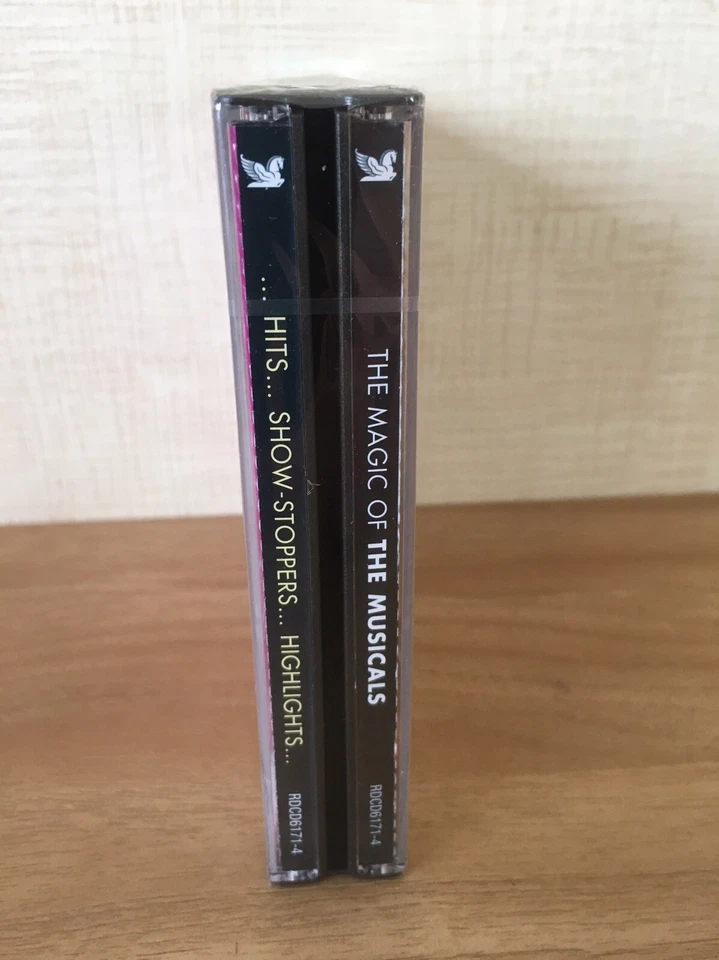 ... HITS... SHOW-STOPPERS... HIGHLIGHTS...
RDCD6171-4
THE MAGIC OF THE MUSICALS
RDCD6171-4